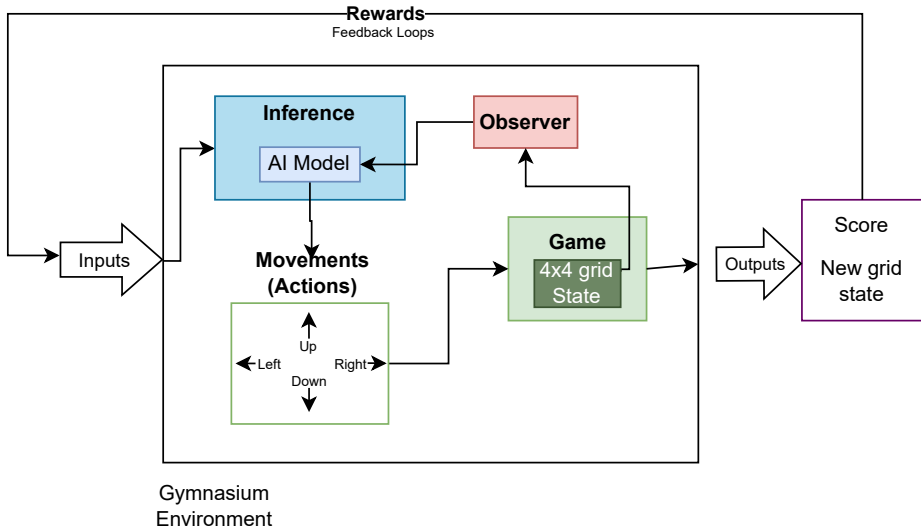 Rewards
Feedback Loops
Inference
AI Model
Observer
Inputs
Movements
(Actions)
Up
Left
Right
Down
Game
4x4 grid
State
Outputs
Score
New grid
state
Gymnasium
Environment